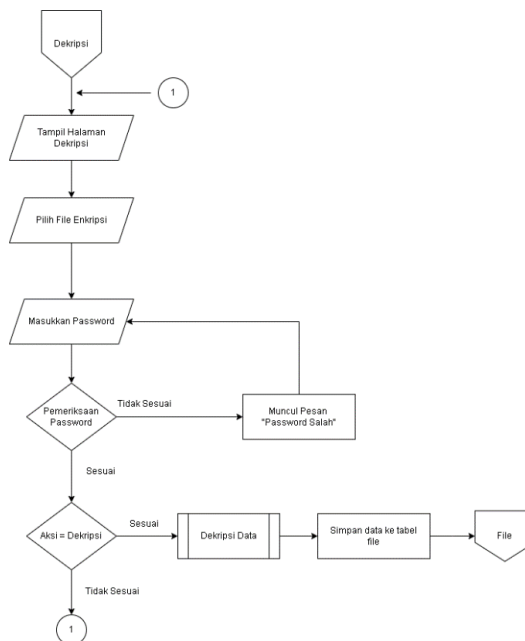 Dekripsi
1
Tampil Halaman
Dekripsi
Pilih File Enkripsi
Masukkan Password
Pemeriksaan
Password
Tidak Sesuai
Muncul Pesan
"Password Salah"
Sesuai
Aksi = Dekripsi
Sesuai
Dekripsi Data
Simpan data ke tabel
file
File
Tidak Sesuai
1